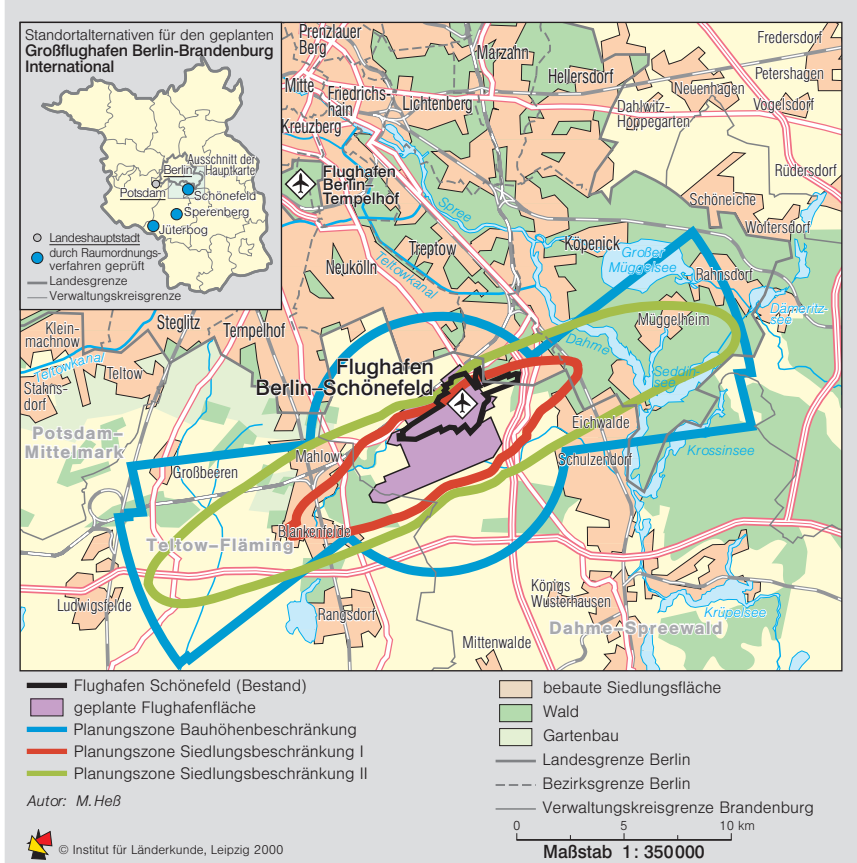 Standortalternativen für den geplanten
Großflughafen Berlin-Brandenburg
International
Ausschnitt der
Hauptkarte
Berlin
Potsdam
Schönefeld
Sperenberg
Jüterbog
Landeshauptstadt
durch Raumordnungs-
verfahren geprüft
Landesgrenze
Verwaltungskreisgrenze
Prenzlauer
Berg
Mitte
Friedrichs-
hain
Kreuzberg
Lichtenberg
Marzahn
Hellersdorf
Fredersdorf
Petershagen
Neuenhagen
Vogelsdorf
Dahlwitz-
Hoppegarten
Flughafen
Berlin
Tempelhof
Rüdersdorf
Schöneiche
Woltersdorf
Spree
Treptow
Köpenick
Großer
Müggelsee
Rahnsdorf
Neukölln
Teltowkanal
Dämeritz-
see
Steglitz
Tempelhof
Klein-
machnow
Teltowkanal
Teltow
Stahns-
dorf
Müggelheim
Dahme
Seddin-
see
Flughafen
Berlin–Schönefeld
Eichwalde
Potsdam–
Mittelmark
Großbeeren
Mahlow
Schulzendorf
Krossinsee
Blankenfelde
Teltow–Fläming
Ludwigsfelde
Rangsdorf
Königs
Wusterhausen
Krüpelsee
Dahme–Spreewald
Mittenwalde
Flughafen Schönefeld (Bestand)
geplante Flughafenfläche
Planungszone Bauhöhenbeschränkung
Planungszone Siedlungsbeschränkung I
Planungszone Siedlungsbeschränkung II
Autor: M.Heß
© Institut für Länderkunde, Leipzig 2000
bebaute Siedlungsfläche
Wald
Gartenbau
Landesgrenze Berlin
Bezirksgrenze Berlin
Verwaltungskreisgrenze Brandenburg
0 5 10 km
Maßstab 1 : 350000